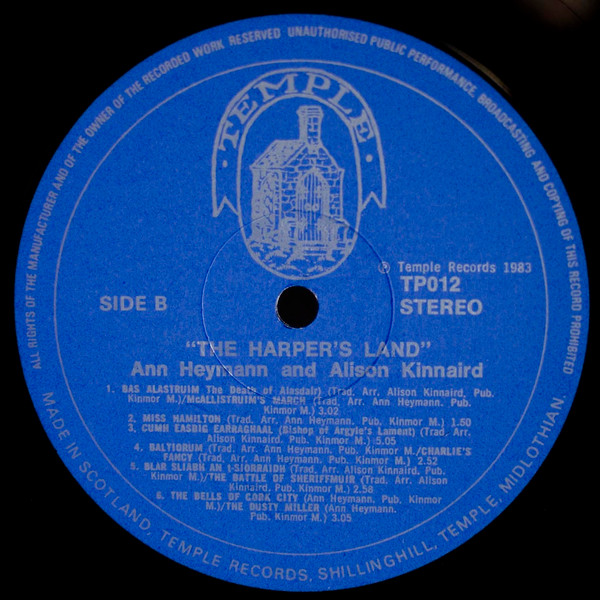 ALL RIGHTS OF THE MANUFACTURER AND OF THE OWNER OF THE RECORDED WORK RESERVED UNAUTHORISED PUBLIC PERFORMANCE, BROADCASTING AND COPYING OF THIS RECORD PROHIBITED
TEMPLE
℗ Temple Records 1983
TP012
SIDE B
STEREO
"THE HARPER'S LAND"
Ann Heymann and Alison Kinnaird
1. BAS ALASTRUIM The Death of Alasdair) (Trad. Arr. Alison Kinnaird, Pub.
Kinmor M.)/McALLISTRUIM'S MARCH (Trad. Arr. Ann Heymann. Pub.
Kinmor M.) 3.02
2. MISS HAMILTON (Trad. Arr. Ann Heymann. Pub. Kinmor M.) 1.50
3. CUMH EASBIG EARRAGHAAL (Bishop of Argyle's Lament) (Trad. Arr.
Alison Kinnaird. Pub. Kinmor M.) 5.05
4. BALTIORUM (Trad. Arr. Ann Heymann. Pub. Kinmor M./CHARLIE'S
FANCY (Trad. Arr, Ann Heymann. Pub. Kinmor M.) 2.52
5. BLAR SLIABH AN t-SIORRAIDH (Trad. Arr. Alison Kinnaird, Pub.
Kinmor M.)/THE BATTLE OF SHERIFFMUIR (Trad. Arr. Alison
Kinnaird. Pub. Kinmor M.) 2.58
6. THE BELLS OF CORK CITY (Ann Heymann. Pub. Kinmor
M.)/THE DUSTY MILLER (Ann Heymann.
Pub. Kinmor M.) 3.05
MADE IN SCOTLAND, TEMPLE RECORDS, SHILLINGHILL, TEMPLE, MIDLOTHIAN.